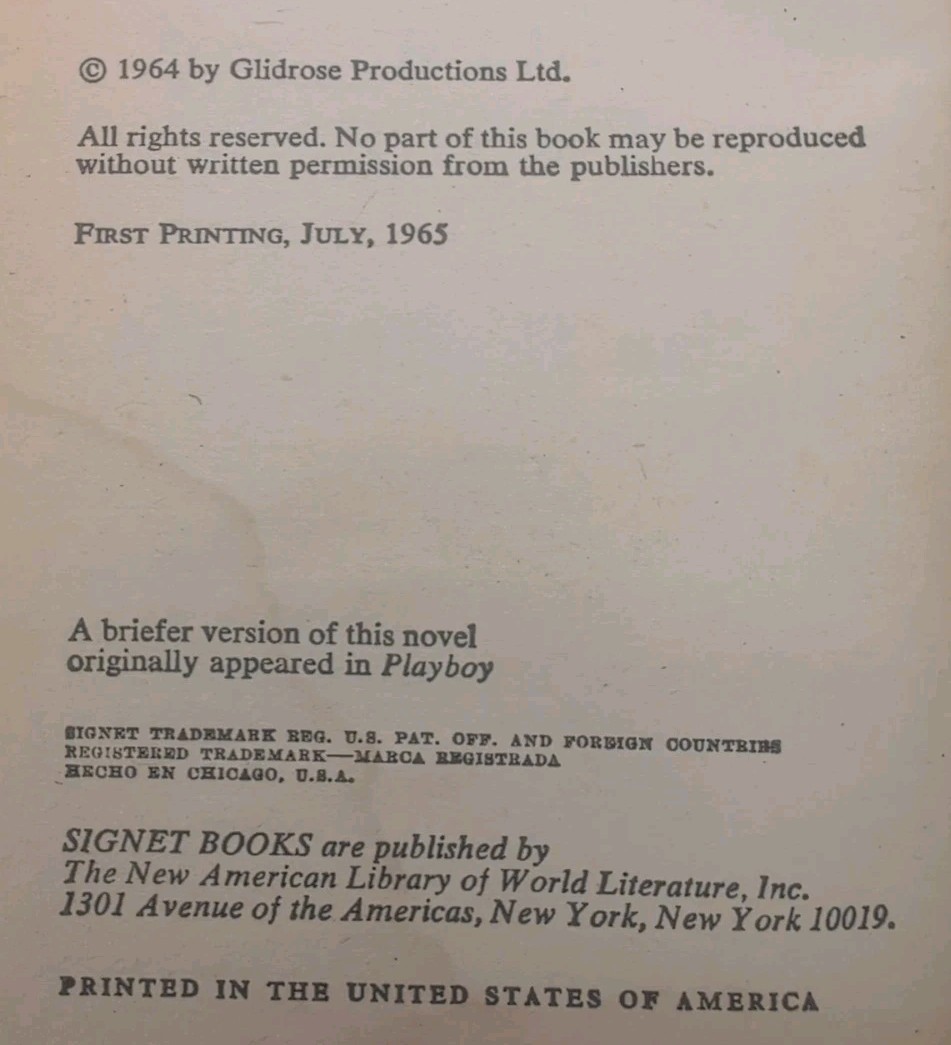 © 1964 by Glidrose Productions Ltd.
All rights reserved. No part of this book may be reproduced
without written permission from the publishers.
FIRST PRINTING, JULY, 1965
A briefer version of this novel
originally appeared in Playboy
SIGNET TRADEMARK REG. U.S. PAT. OFF. AND FOREIGN COUNTRIES
REGISTERED TRADEMARK—MARCA REGISTRADA
HECHO EN CHICAGO, U.S.A.
SIGNET BOOKS are published by
The New American Library of World Literature, Inc.
1301 Avenue of the Americas, New York, New York 10019.
PRINTED IN THE UNITED STATES OF AMERICA